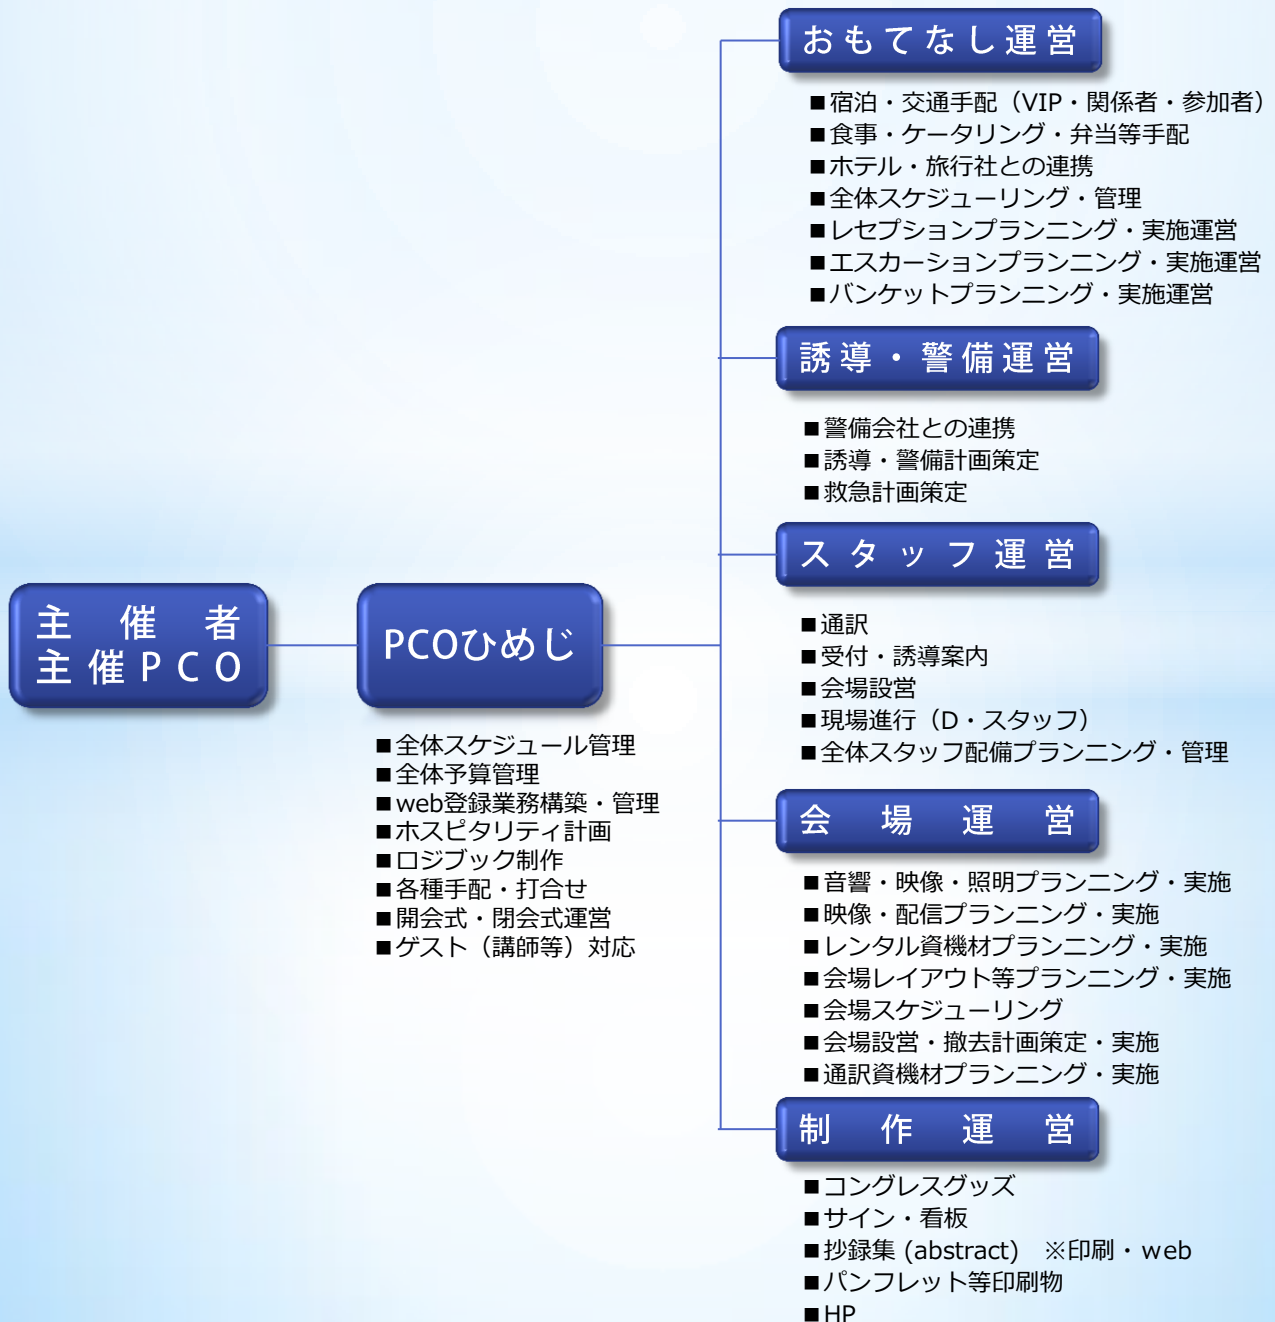 主催者
主催PCO
PCOひめじ
■全体スケジュール管理
■全体予算管理
■web登録業務構築・管理
■ホスピタリティ計画
■ロジブック制作
■各種手配・打合せ
■開会式・閉会式運営
■ゲスト（講師等）対応
おもてなし運営
■宿泊・交通手配（VIP・関係者・参加者）
■食事・ケータリング・弁当等手配
■ホテル・旅行社との連携
■全体スケジューリング・管理
■レセプションプランニング・実施運営
■エスカーションプランニング・実施運営
■バンケットプランニング・実施運営
誘導・警備運営
■警備会社との連携
■誘導・警備計画策定
■救急計画策定
スタッフ運営
■通訳
■受付・誘導案内
■会場設営
■現場進行（D・スタッフ）
■全体スタッフ配備プランニング・管理
会場運営
■音響・映像・照明プランニング・実施
■映像・配信プランニング・実施
■レンタル資機材プランニング・実施
■会場レイアウト等プランニング・実施
■会場スケジューリング
■会場設営・撤去計画策定・実施
■通訳資機材プランニング・実施
制作運営
■コングレスグッズ
■サイン・看板
■抄録集 (abstract)　※印刷・ｗeb
■パンフレット等印刷物
■HP